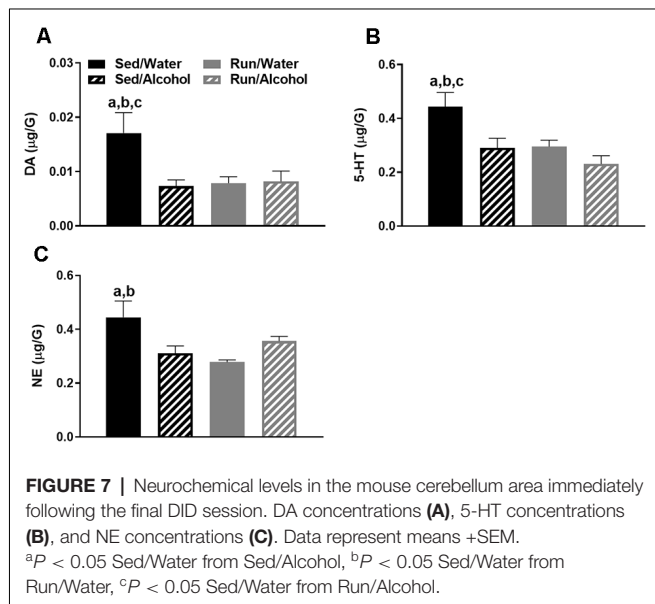 A
B
Sed/Water
Run/Water
Sed/Alcohol
Run/Alcohol
0.03
0.02
0.01
0.00
DA (µg/G)
a,b,c
0.6
0.4
0.2
0.0
5-HT (µg/G)
a,b,c
C
0.6
0.4
0.2
0.0
NE (µg/G)
a,b
FIGURE 7 | Neurochemical levels in the mouse cerebellum area immediately
following the final DID session. DA concentrations (A), 5-HT concentrations
(B), and NE concentrations (C). Data represent means +SEM.
ᵃP < 0.05 Sed/Water from Sed/Alcohol, ᵇP < 0.05 Sed/Water from
Run/Water, ᶜP < 0.05 Sed/Water from Run/Alcohol.